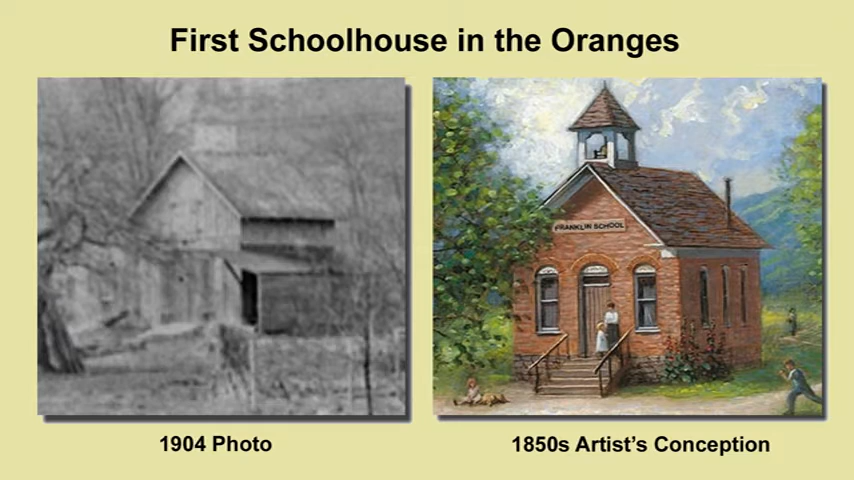 First Schoolhouse in the Oranges
FRANKLIN SCHOOL
1904 Photo
1850s Artist's Conception